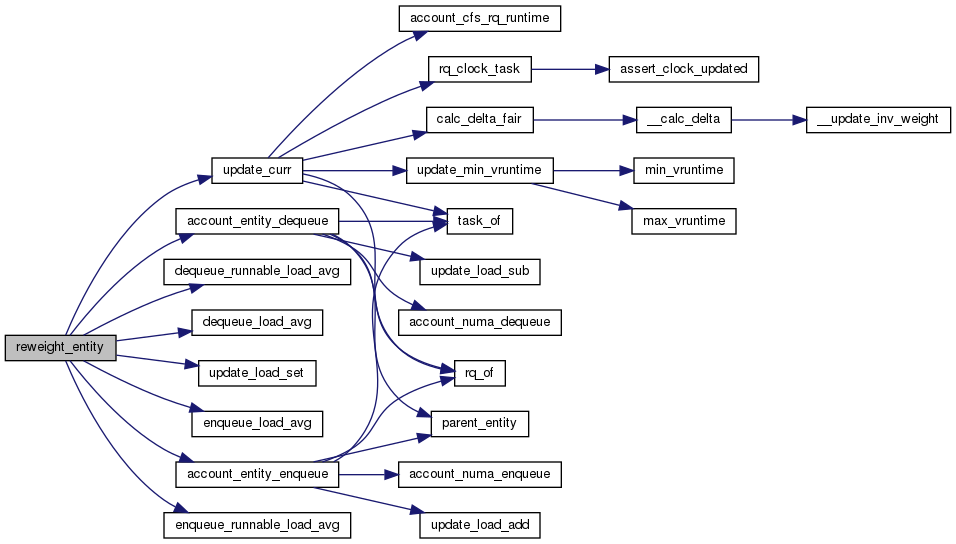 account_cfs_rq_runtime
rq_clock_task
assert_clock_updated
calc_delta_fair
__calc_delta
__update_inv_weight
update_curr
update_min_vruntime
min_vruntime
account_entity_dequeue
task_of
max_vruntime
dequeue_runnable_load_avg
update_load_sub
dequeue_load_avg
account_numa_dequeue
reweight_entity
update_load_set
rq_of
enqueue_load_avg
parent_entity
account_entity_enqueue
account_numa_enqueue
enqueue_runnable_load_avg
update_load_add